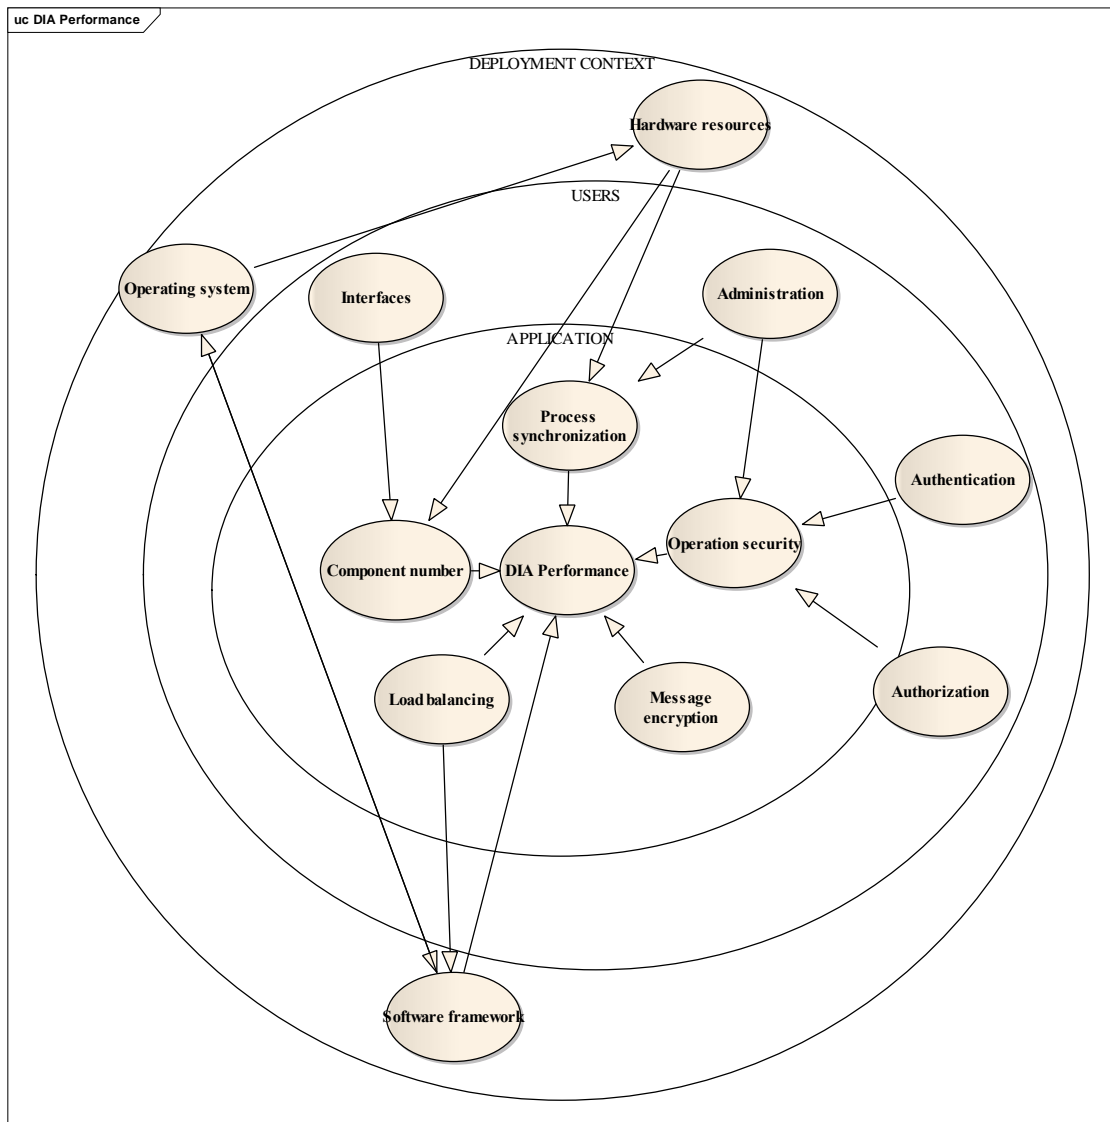 uc DIA Performance
DEPLOYMENT CONTEXT
Hardware resources
USERS
Operating system
Interfaces
Administration
APPLICATION
Process
synchronization
Authentication
Operation security
Component number
DIA Performance
Load balancing
Message
encryption
Authorization
Software framework